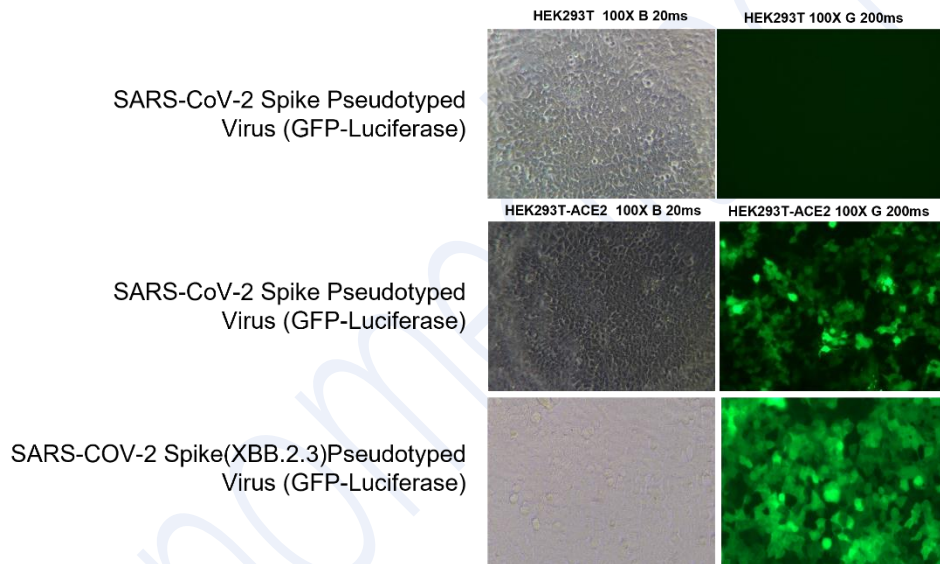 HEK293T 100X B 20ms
HEK293T 100X G 200ms
SARS-CoV-2 Spike Pseudotyped
Virus (GFP-Luciferase)
HEK293T-ACE2 100X B 20ms
HEK293T-ACE2 100X G 200ms
SARS-CoV-2 Spike Pseudotyped
Virus (GFP-Luciferase)
SARS-COV-2 Spike(XBB.2.3)Pseudotyped
Virus (GFP-Luciferase)